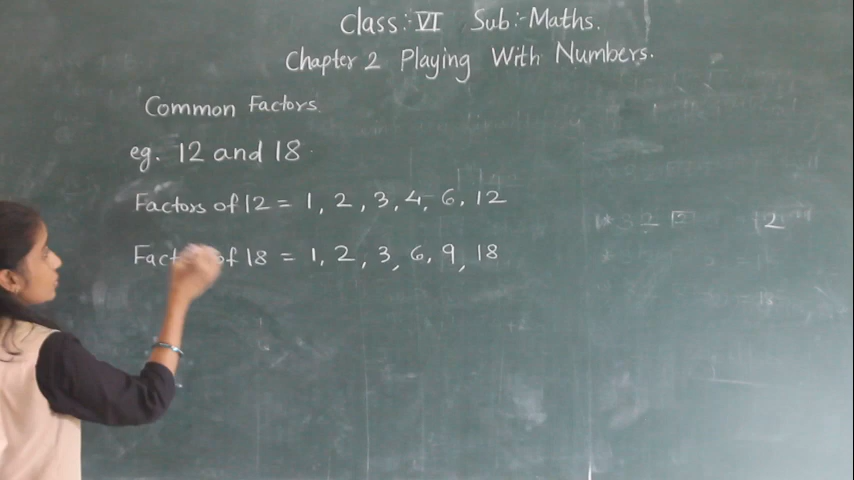 Class:- VI Sub:- Maths.
Chapter 2 Playing With Numbers.
Common Factors.
eg. 12 and 18.
Factors of 12 = 1, 2, 3, 4, 6, 12
of 18 = 1, 2, 3, 6, 9, 18
2